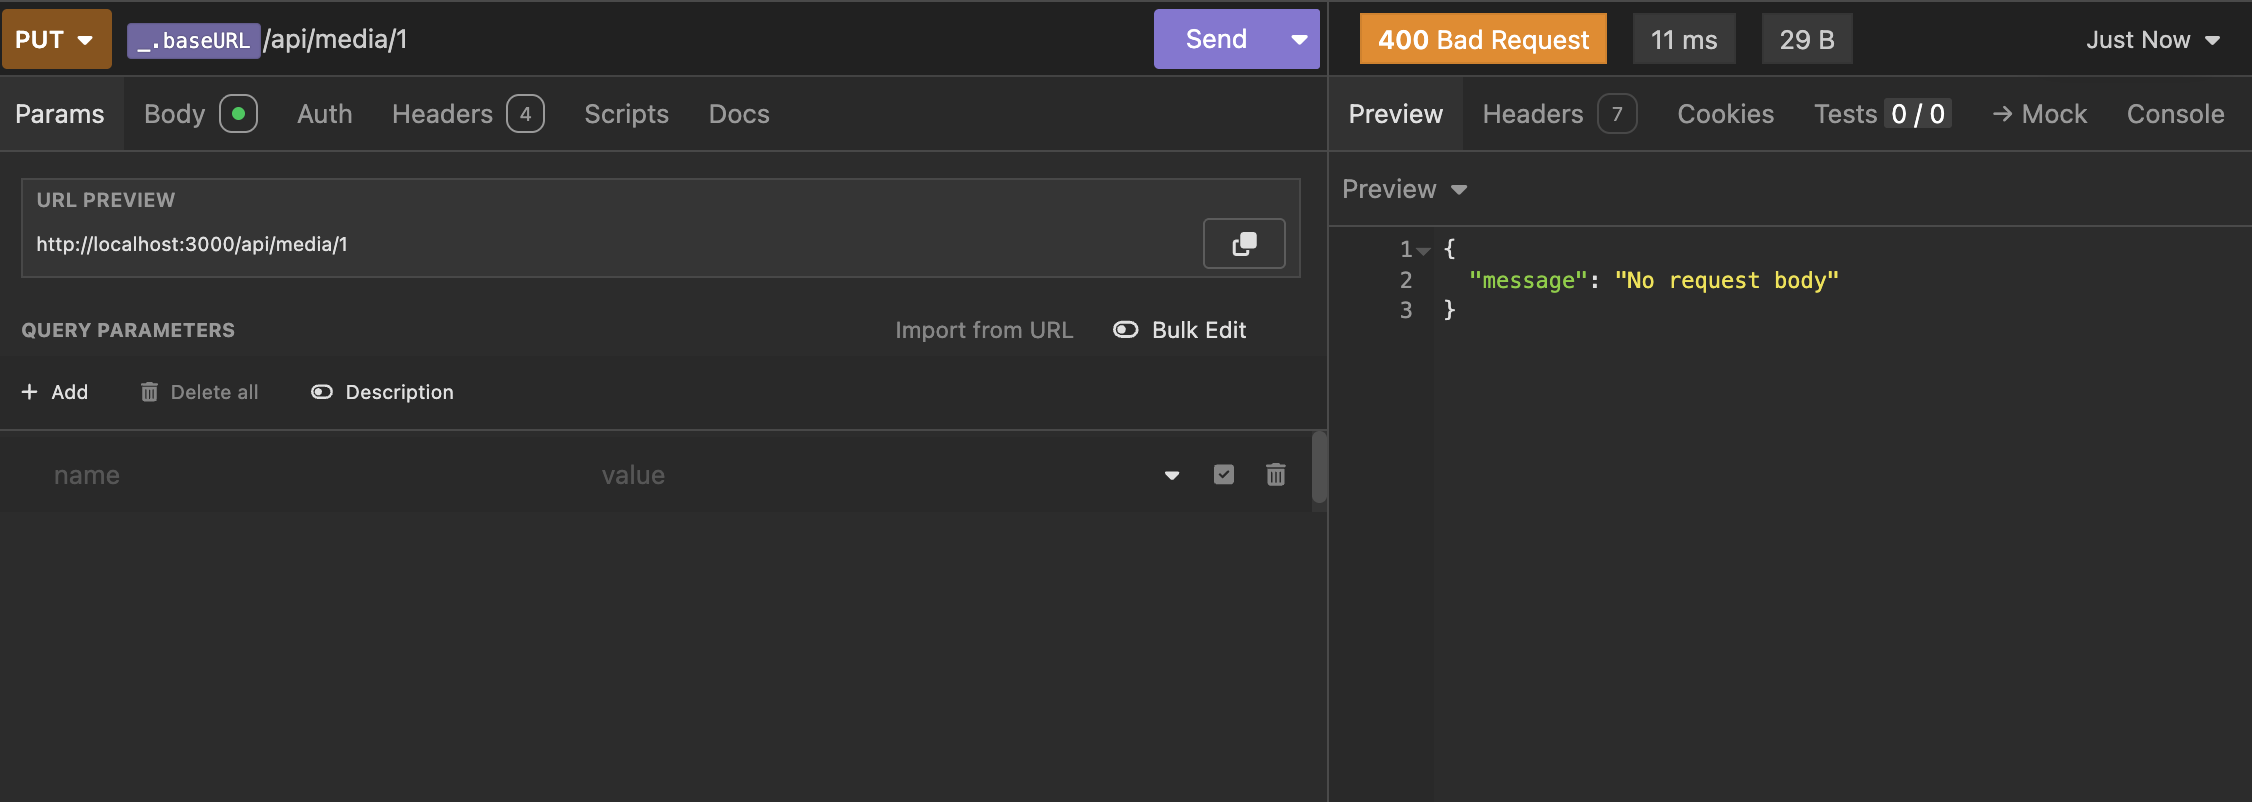 PUT
_.baseURL/api/media/1
Send
400 Bad Request
11 ms
29 B
Just Now
Params
Body
Auth
Headers 4
Scripts
Docs
Preview
Headers 7
Cookies
Tests 0 / 0
→ Mock
Console
URL PREVIEW
http://localhost:3000/api/media/1
Preview
QUERY PARAMETERS
Import from URL
Bulk Edit
+ Add
Delete all
Description
name
value
1 {
2 "message": "No request body"
3 }